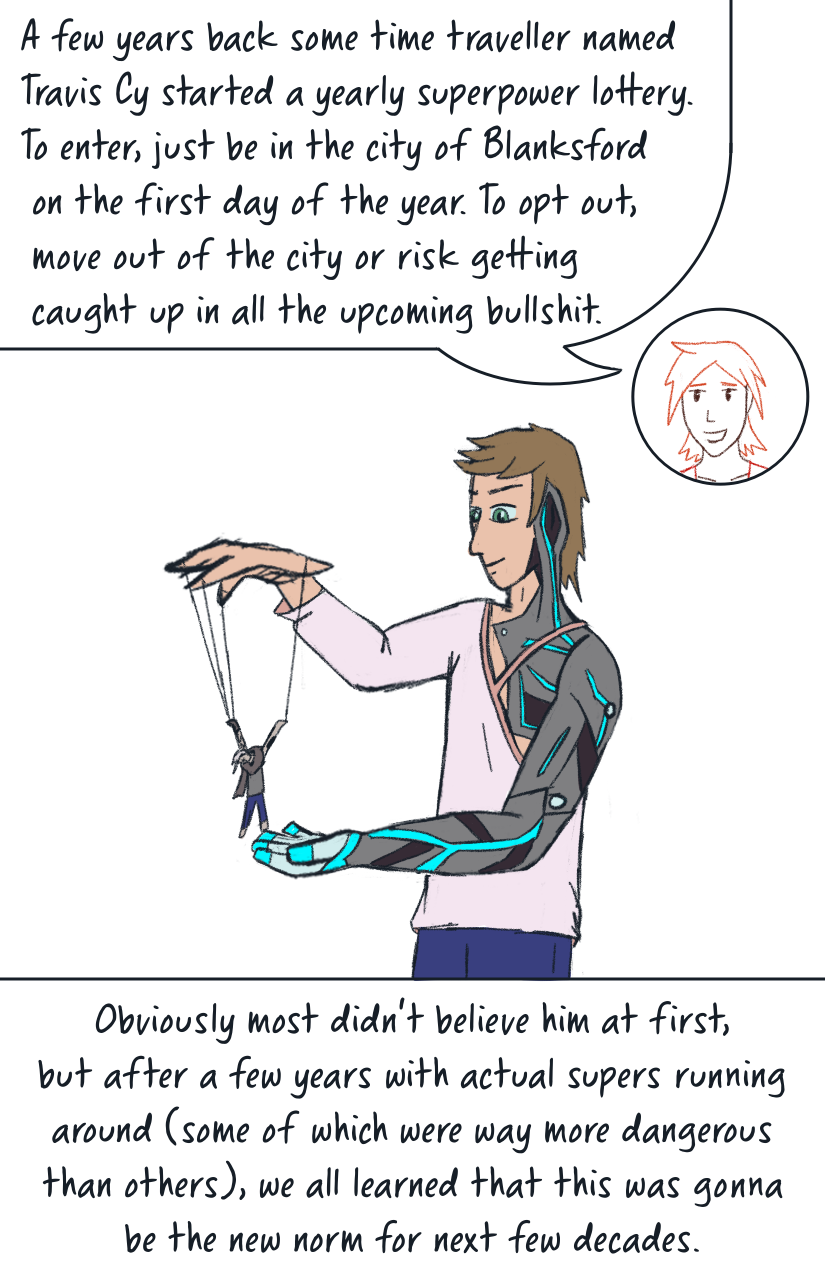 A few years back some time traveller named
Travis Cy started a yearly superpower lottery.
To enter, just be in the city of Blanksford
on the first day of the year. To opt out,
move out of the city or risk getting
caught up in all the upcoming bullshit.
Obviously most didn't believe him at first,
but after a few years with actual supers running
around (some of which were way more dangerous
than others), we all learned that this was gonna
be the new norm for next few decades.